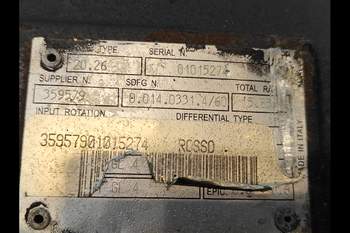 TYPE SERIAL N
20.26 01015274
SUPPLIER N. SDFG N. TOTAL RA
359579 0.014.0331.4/60
INPUT ROTATION DIFFERENTIAL TYPE
35957901015274 ROSSO
MADE IN ITALY